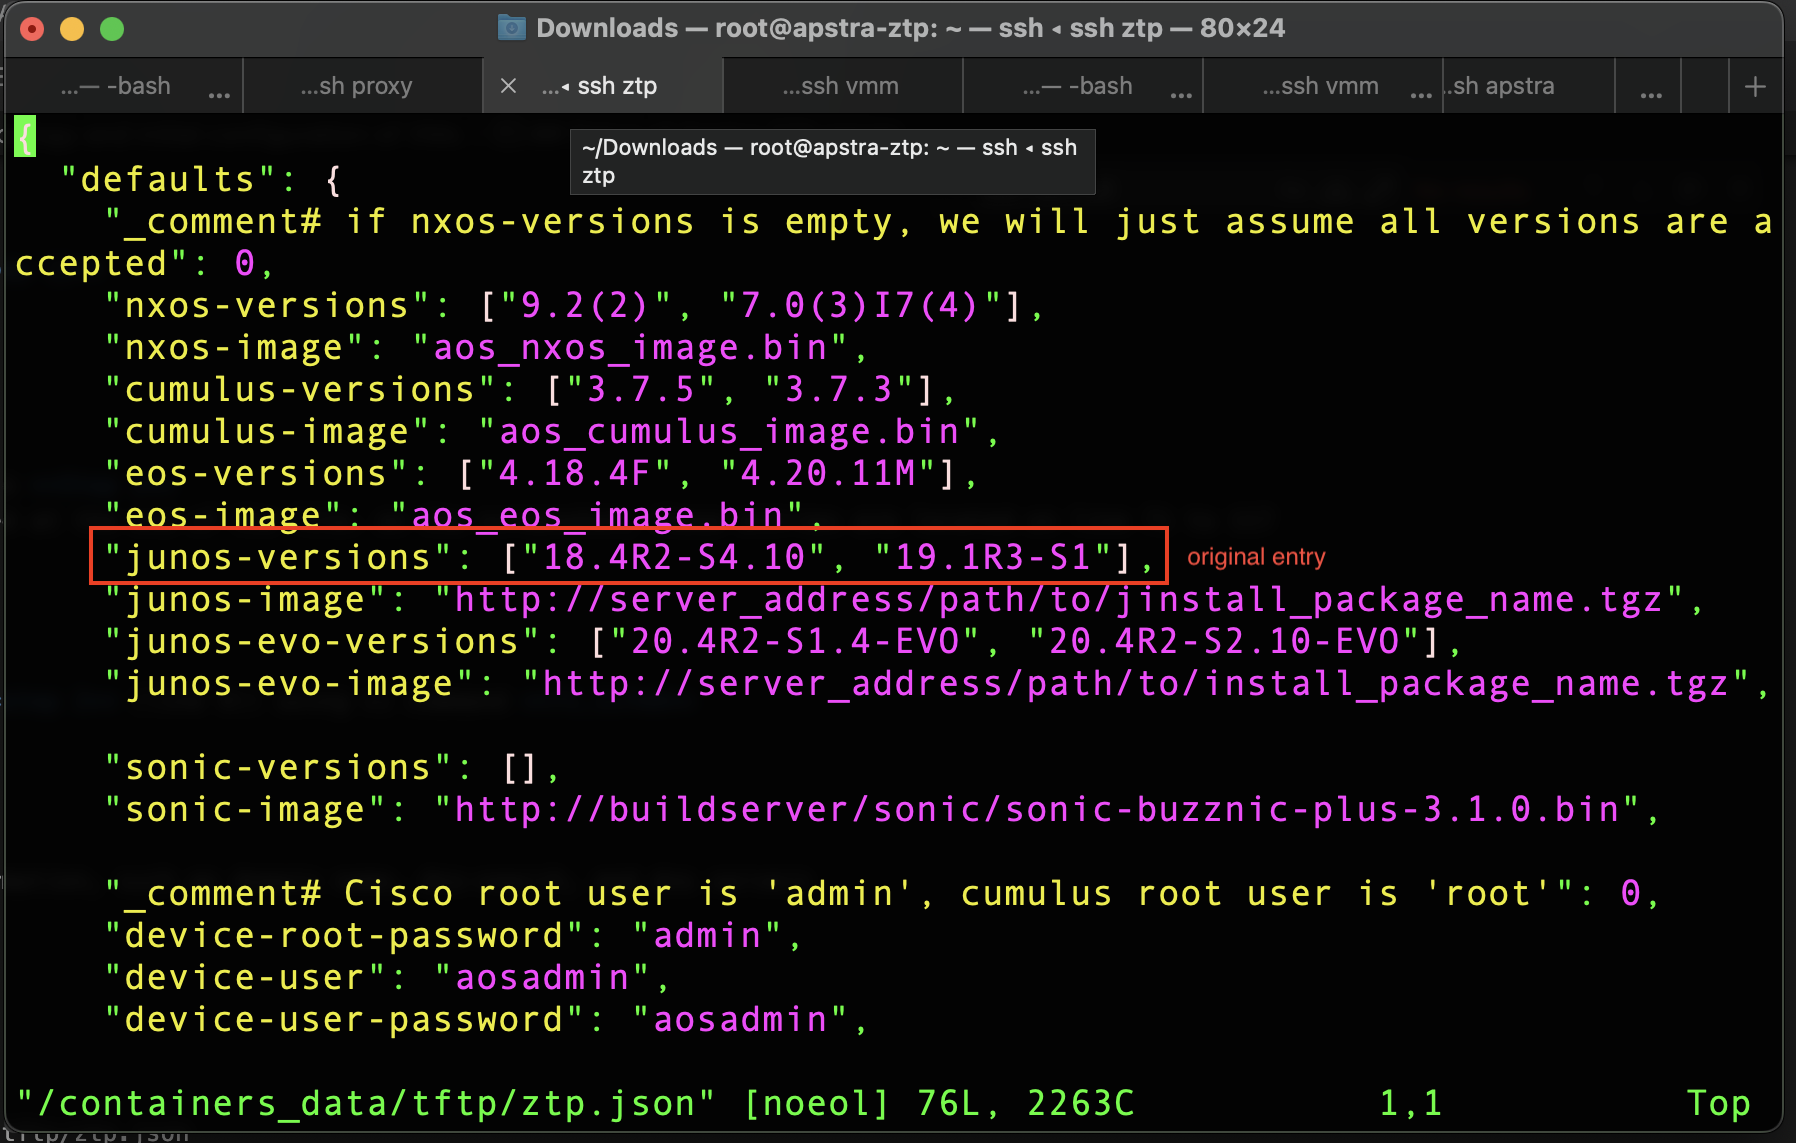 Downloads — root@apstra-ztp: ~ — ssh ◂ ssh ztp — 80×24
...— -bash ... ...sh proxy ...◂ ssh ztp ...ssh vmm ...— -bash ... ...ssh vmm ... ..sh apstra ... +
{
~/Downloads — root@apstra-ztp: ~ — ssh ◂ ssh
ztp
"defaults": {
"_comment# if nxos-versions is empty, we will just assume all versions are a
ccepted": 0,
"nxos-versions": ["9.2(2)", "7.0(3)I7(4)"],
"nxos-image": "aos_nxos_image.bin",
"cumulus-versions": ["3.7.5", "3.7.3"],
"cumulus-image": "aos_cumulus_image.bin",
"eos-versions": ["4.18.4F", "4.20.11M"],
"eos-image": "aos_eos_image.bin",
"junos-versions": ["18.4R2-S4.10", "19.1R3-S1"], original entry
"junos-image": "http://server_address/path/to/jinstall_package_name.tgz",
"junos-evo-versions": ["20.4R2-S1.4-EVO", "20.4R2-S2.10-EVO"],
"junos-evo-image": "http://server_address/path/to/install_package_name.tgz",
"sonic-versions": [],
"sonic-image": "http://buildserver/sonic/sonic-buzznic-plus-3.1.0.bin",
"_comment# Cisco root user is 'admin', cumulus root user is 'root'": 0,
"device-root-password": "admin",
"device-user": "aosadmin",
"device-user-password": "aosadmin",
"/containers_data/tftp/ztp.json" [noeol] 76L, 2263C 1,1 Top